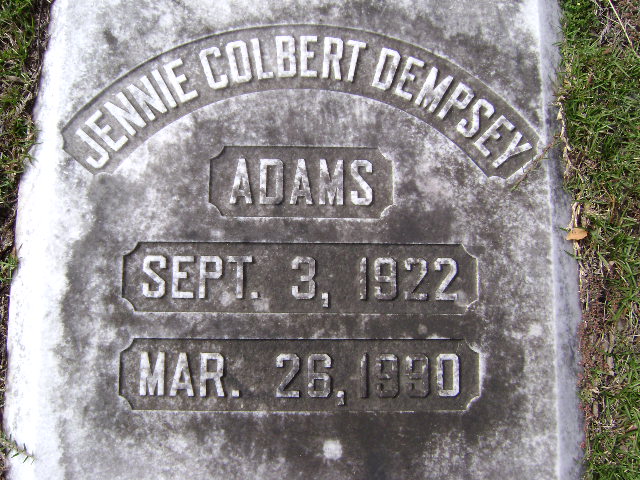 JENNIE COLBERT DEMPSEY
ADAMS
SEPT. 3, 1922
MAR. 26, 1990